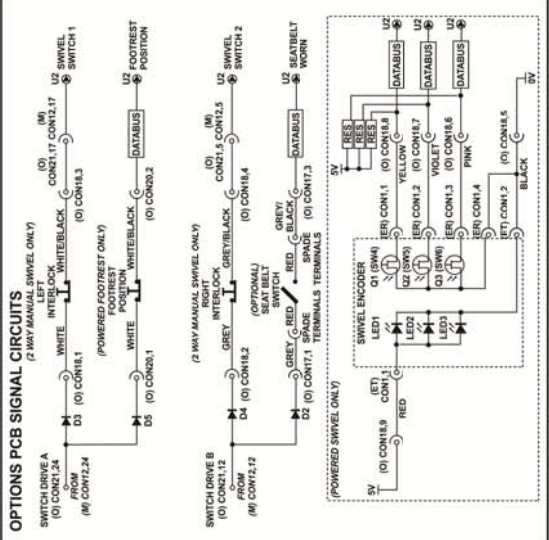 OPTIONS PCB SIGNAL CIRCUITS
(2 WAY MANUAL SWIVEL ONLY)
LEFT
INTERLOCK
SWITCH DRIVE A
(O) CON21,24
FROM
(M) CON12,24
D3
(O) CON18,1
WHITE
WHITE/BLACK
(O) CON18,3
(O)
CON21,17
(M)
CON12,17
U2
SWIVEL
SWITCH 1
(POWERED FOOTREST ONLY)
FOOTREST
POSITION
D5
(O) CON20,1
WHITE
WHITE/BLACK
(O) CON20,2
DATABUS
U2
FOOTREST
POSITION
(2 WAY MANUAL SWIVEL ONLY)
RIGHT
INTERLOCK
SWITCH DRIVE B
(O) CON21,12
FROM
(M) CON12,12
D4
(O) CON18,2
GREY
GREY/BLACK
(O) CON18,4
(O)
CON21,5
(M)
CON12,5
U2
SWIVEL
SWITCH 2
(OPTIONAL)
SEAT BELT
SWITCH
D2
(O) CON17,1
GREY
RED
SPADE
TERMINALS
RED
SPADE
TERMINALS
GREY/
BLACK
(O) CON17,3
DATABUS
U2
SEATBELT
WORN
(POWERED SWIVEL ONLY)
5V
(O) CON18,9
RED
(ET)
CON1,1
SWIVEL ENCODER
LED1
LED2
LED3
Q1 (SW4)
Q2 (SW5)
Q3 (SW6)
(ER) CON1,1
(ER) CON1,2
(ER) CON1,3
(ER) CON1,4
(ET) CON1,2
5V
RES
RES
RES
YELLOW
(O) CON18,8
VIOLET
(O) CON18,7
PINK
(O) CON18,6
BLACK
(O) CON18,5
DATABUS
DATABUS
DATABUS
U2
U2
U2
0V